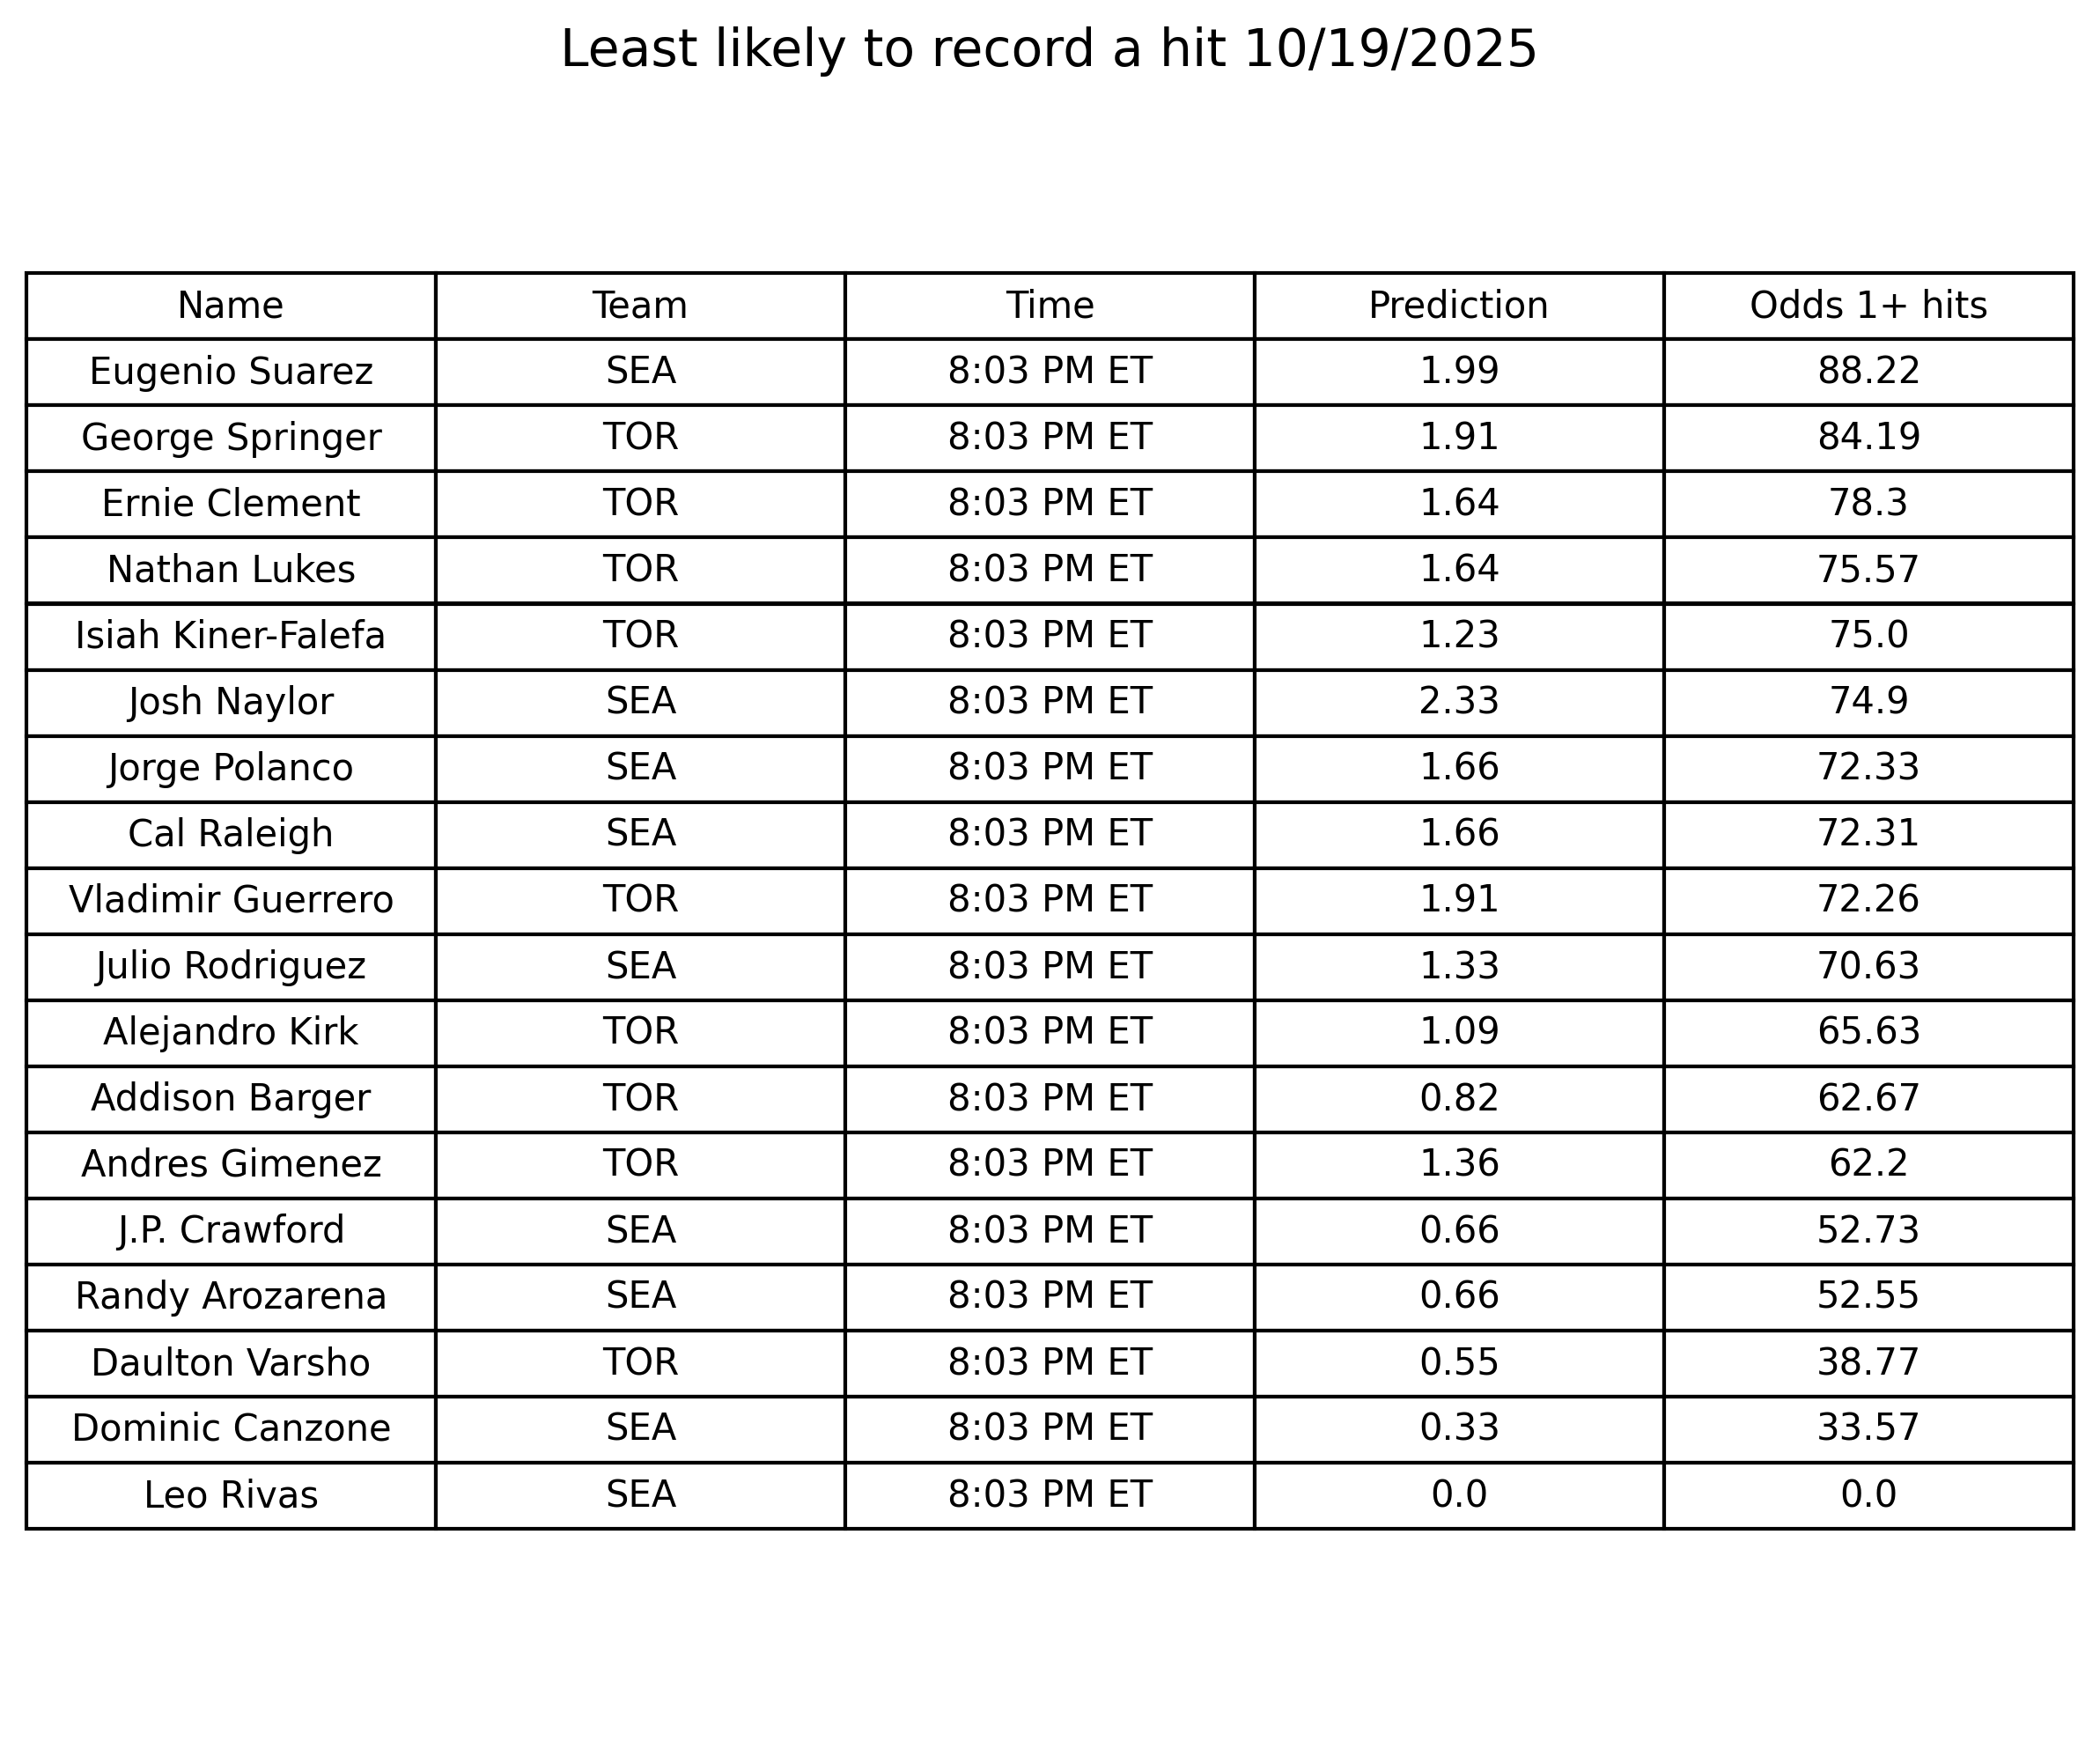 Least likely to record a hit 10/19/2025
Name Team Time Prediction Odds 1+ hits
Eugenio Suarez SEA 8:03 PM ET 1.99 88.22
George Springer TOR 8:03 PM ET 1.91 84.19
Ernie Clement TOR 8:03 PM ET 1.64 78.3
Nathan Lukes TOR 8:03 PM ET 1.64 75.57
Isiah Kiner-Falefa TOR 8:03 PM ET 1.23 75.0
Josh Naylor SEA 8:03 PM ET 2.33 74.9
Jorge Polanco SEA 8:03 PM ET 1.66 72.33
Cal Raleigh SEA 8:03 PM ET 1.66 72.31
Vladimir Guerrero TOR 8:03 PM ET 1.91 72.26
Julio Rodriguez SEA 8:03 PM ET 1.33 70.63
Alejandro Kirk TOR 8:03 PM ET 1.09 65.63
Addison Barger TOR 8:03 PM ET 0.82 62.67
Andres Gimenez TOR 8:03 PM ET 1.36 62.2
J.P. Crawford SEA 8:03 PM ET 0.66 52.73
Randy Arozarena SEA 8:03 PM ET 0.66 52.55
Daulton Varsho TOR 8:03 PM ET 0.55 38.77
Dominic Canzone SEA 8:03 PM ET 0.33 33.57
Leo Rivas SEA 8:03 PM ET 0.0 0.0